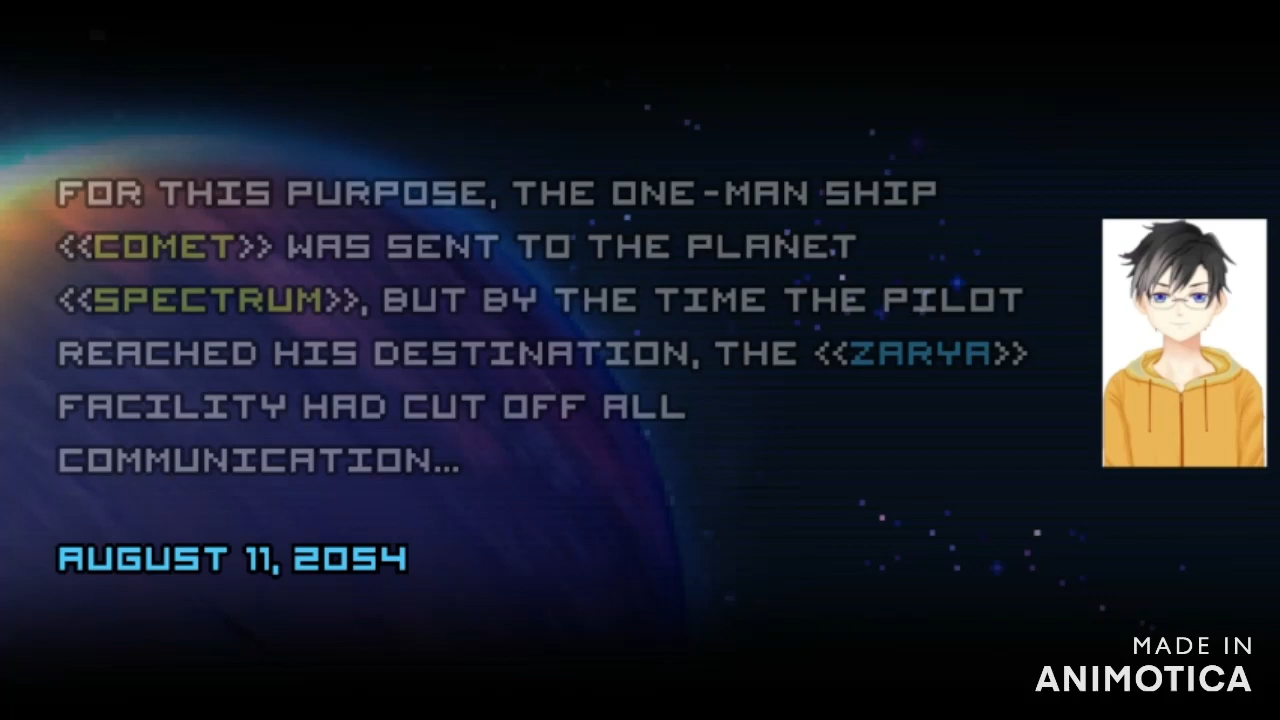 FOR THIS PURPOSE, THE ONE-MAN SHIP
<<COMET>> WAS SENT TO THE PLANET
<<SPECTRUM>>, BUT BY THE TIME THE PILOT
REACHED HIS DESTINATION, THE <<ZARYA>>
FACILITY HAD CUT OFF ALL
COMMUNICATION...
AUGUST 11, 2054
MADE IN
ANIMOTICA